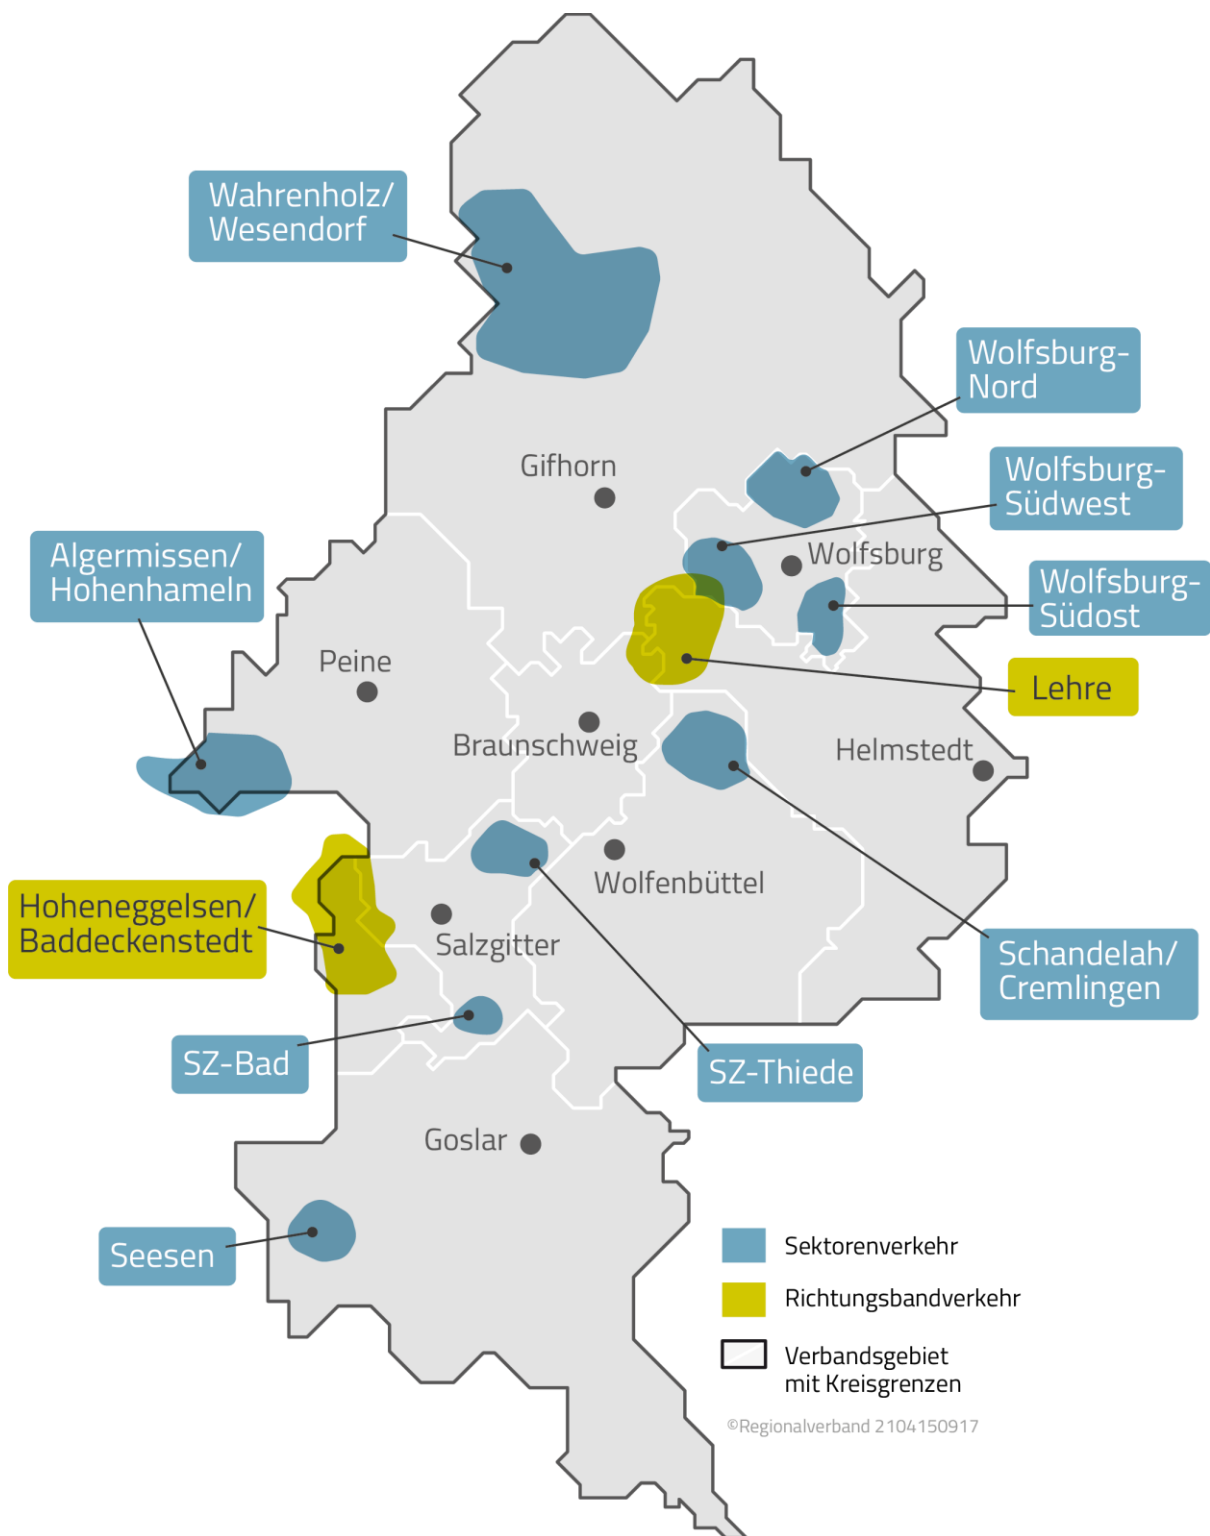 Wahrenholz/
Wesendorf
Wolfsburg-
Nord
Gifhorn
Wolfsburg-
Südwest
Algermissen/
Hohenhameln
Wolfsburg
Wolfsburg-
Südost
Peine
Lehre
Braunschweig
Helmstedt
Wolfenbüttel
Hoheneggelsen/
Baddeckenstedt
Salzgitter
Schandelah/
Cremlingen
SZ-Bad
SZ-Thiede
Goslar
Seesen
Sektorenverkehr
Richtungsbandverkehr
Verbandsgebiet
mit Kreisgrenzen
©Regionalverband 2104150917